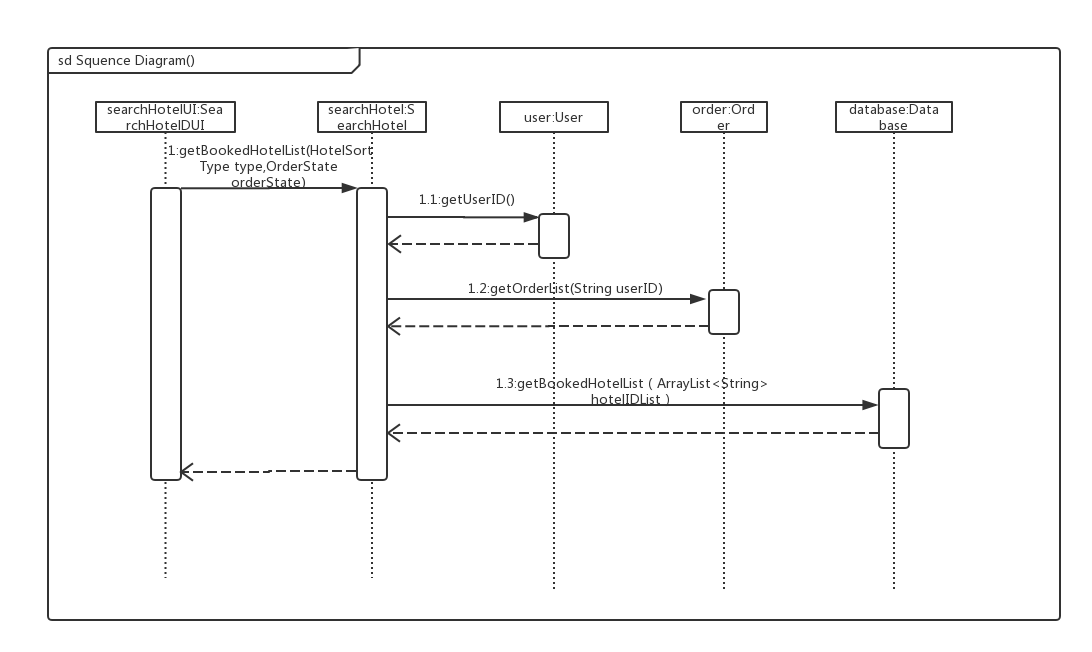 sd Squence Diagram()
searchHotelUI:Sea
rchHotelDUI
searchHotel:S
earchHotel
user:User
order:Ord
er
database:Data
base
1:getBookedHotelList(HotelSort
Type type,OrderState
orderState)
1.1:getUserID()
1.2:getOrderList(String userID)
1.3:getBookedHotelList ( ArrayList<String>
hotelIDList )